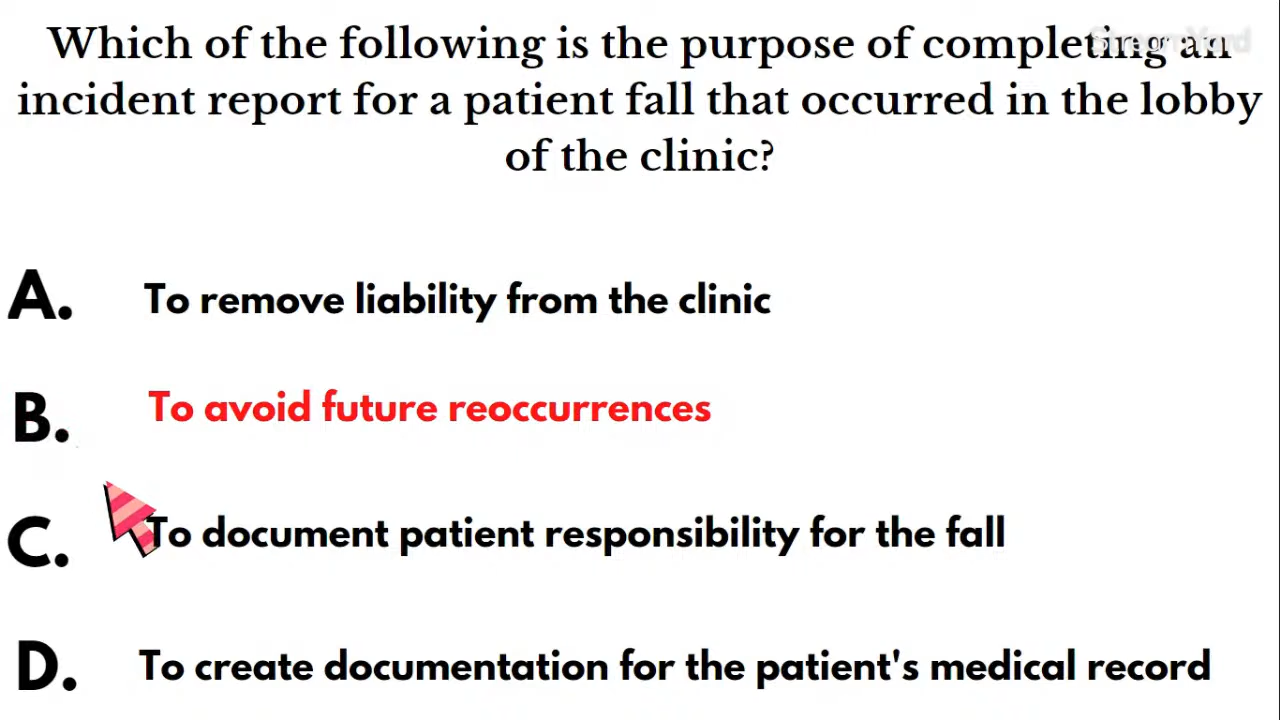 Which of the following is the purpose of completing an
incident report for a patient fall that occurred in the lobby
of the clinic?
A. To remove liability from the clinic
B. To avoid future reoccurrences
C. To document patient responsibility for the fall
D. To create documentation for the patient's medical record